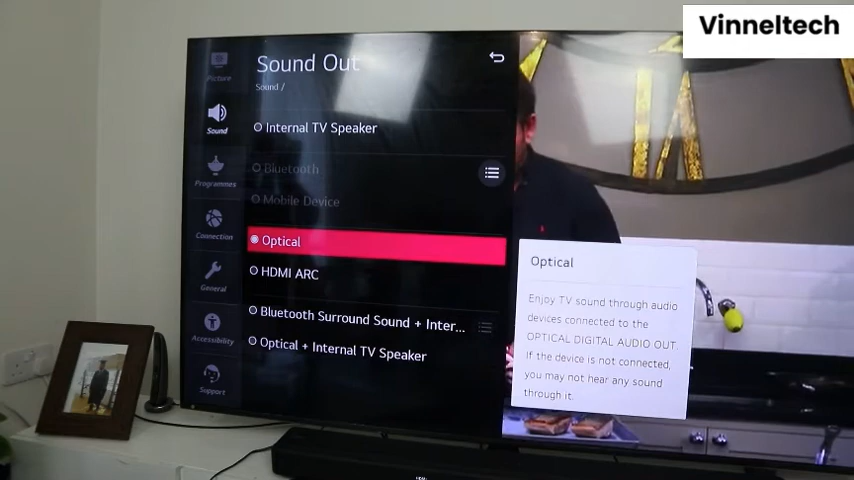 Vinneltech
Picture
Sound Out
Sound /
Sound
Internal TV Speaker
Bluetooth
Programmes
Mobile Device
Connection
Optical
HDMI ARC
General
Bluetooth Surround Sound + Inter...
Optical + Internal TV Speaker
Accessibility
Support
Optical
Enjoy TV sound through audio
devices connected to the
OPTICAL DIGITAL AUDIO OUT.
If the device is not connected,
you may not hear any sound
through it.